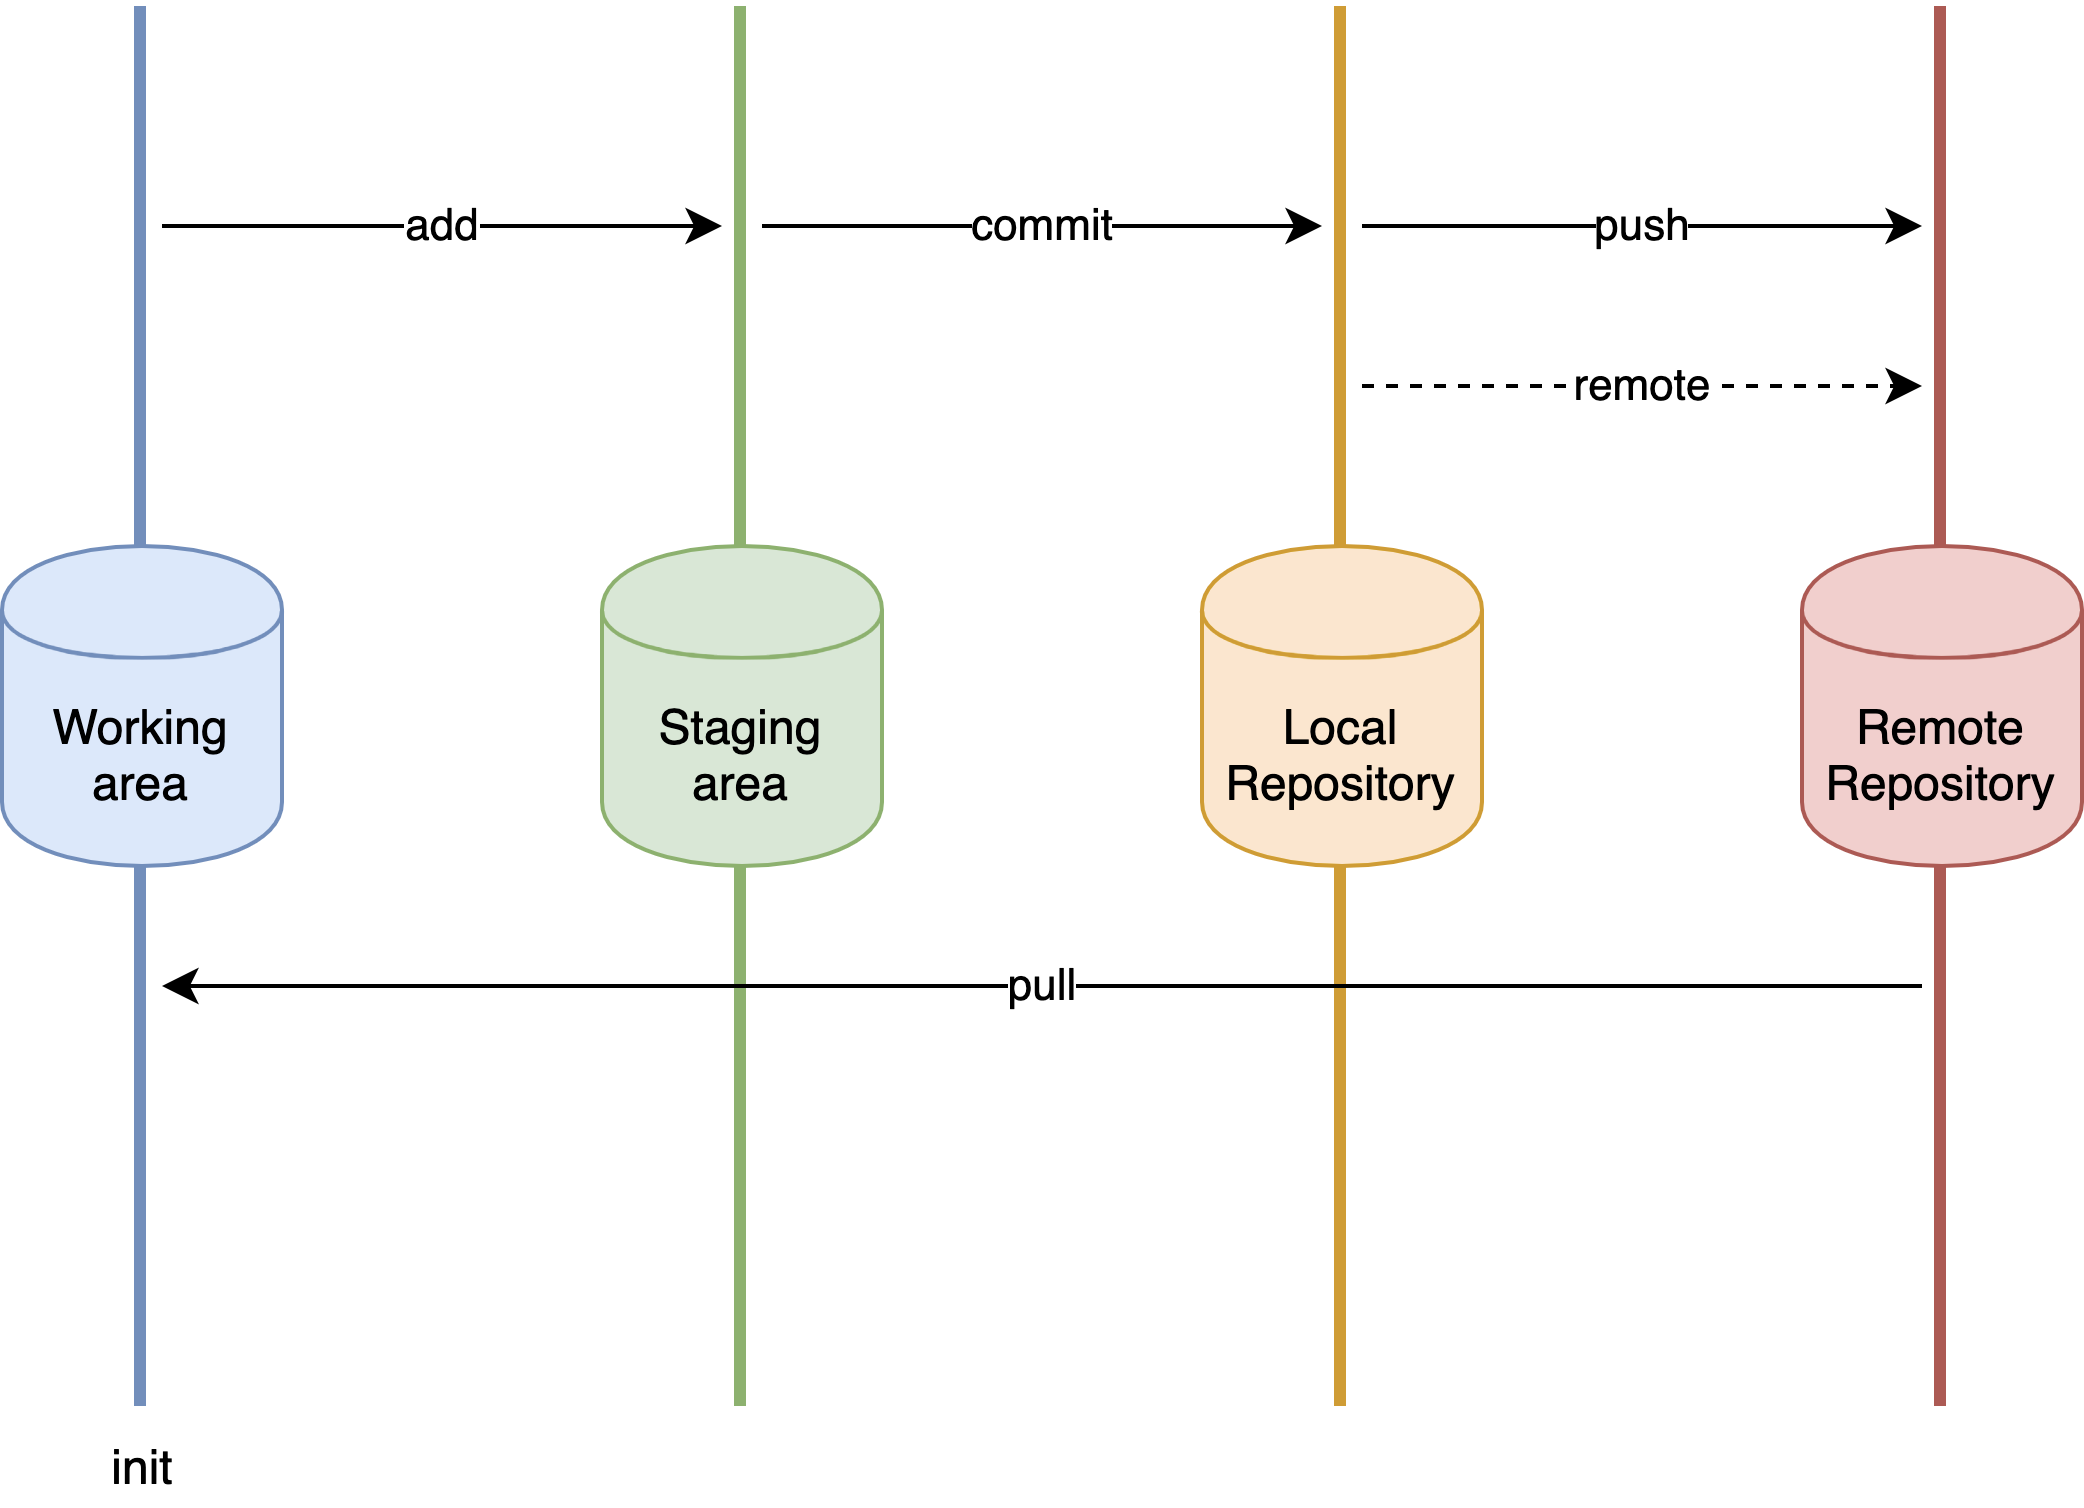 add
commit
push
remote
Working
area
Staging
area
Local
Repository
Remote
Repository
pull
init